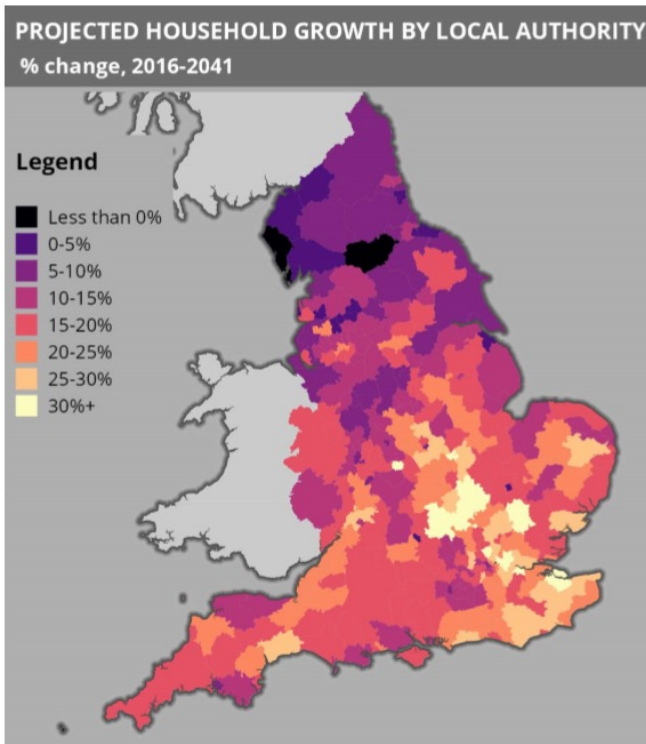 PROJECTED HOUSEHOLD GROWTH BY LOCAL AUTHORITY
% change, 2016-2041
Legend
Less than 0%
0-5%
5-10%
10-15%
15-20%
20-25%
25-30%
30%+